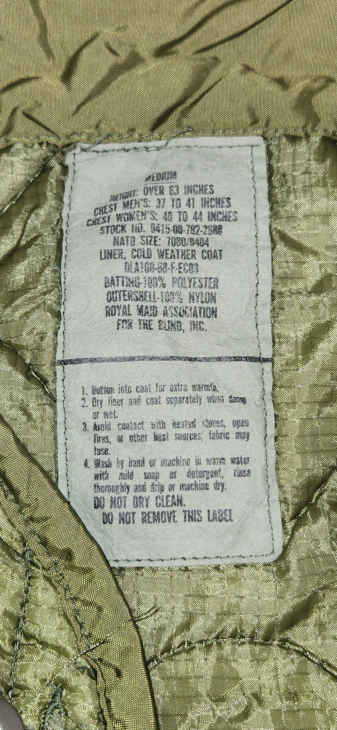 MEDIUM
HEIGHT: OVER 63 INCHES
CHEST MEN'S: 37 TO 41 INCHES
CHEST WOMEN'S: 40 TO 44 INCHES
STOCK NO. 8415-00-782-2888
NATO SIZE: 7080/9404
LINER, COLD WEATHER COAT
DLA100-88-F-EC03
BATTING-100% POLYESTER
OUTERSHELL-100% NYLON
ROYAL MAID ASSOCIATION
FOR THE BLIND, INC.
1. Button into coat for extra warmth.
2. Dry liner and coat separately when damp
or wet.
3. Avoid contact with heated stoves, open
fires, or other heat sources; fabric may
fuse.
4. Wash by hand or machine in warm water
with mild soap or detergent, rinse
thoroughly and drip or machine dry.
DO NOT DRY CLEAN.
DO NOT REMOVE THIS LABEL